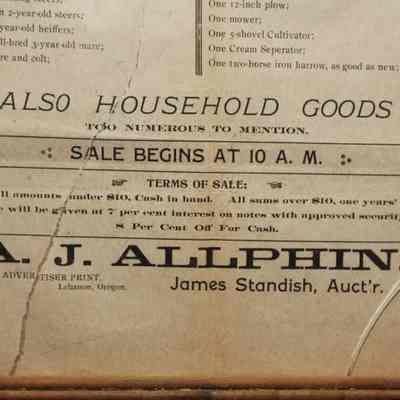 n 2-year-old steers;
-year-old heiffers;
ll-bred 3-year-old mare;
re and colt;
One 12-inch plow;
One mower;
One 5-shovel Cultivator;
One Cream Seperator;
One two-horse iron harrow, as good as new;
ALSO HOUSEHOLD GOODS
TOO NUMEROUS TO MENTION.
SALE BEGINS AT 10 A. M.
TERMS OF SALE:
ll amounts under $10, Cash in hand. All sums over $10, one years'
e will be given at 7 per cent interest on notes with approved securit
8 Per Cent Off For Cash.
A. J. ALLPHIN,
ADVERTISER PRINT,
Lebanon, Oregon.
James Standish, Auct'r.